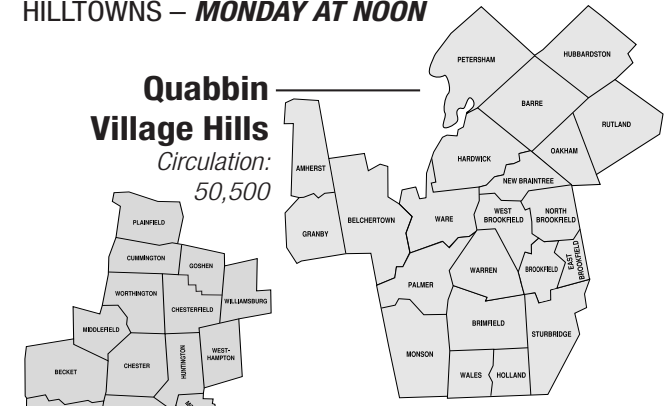 HILLTOWNS – MONDAY AT NOON
Quabbin
Village Hills
Circulation:
50,500
PETERSHAM
HUBBARDSTON
BARRE
RUTLAND
OAKHAM
HARDWICK
NEW BRAINTREE
AMHERST
GRANBY
BELCHERTOWN
WARE
WEST
BROOKFIELD
NORTH
BROOKFIELD
PALMER
WARREN
BROOKFIELD
EAST
BROOKFIELD
BRIMFIELD
STURBRIDGE
MONSON
WALES
HOLLAND
PLAINFIELD
CUMMINGTON
GOSHEN
WORTHINGTON
CHESTERFIELD
WILLIAMSBURG
MIDDLEFIELD
BECKET
CHESTER
HUNTINGTON
WEST-
HAMPTON